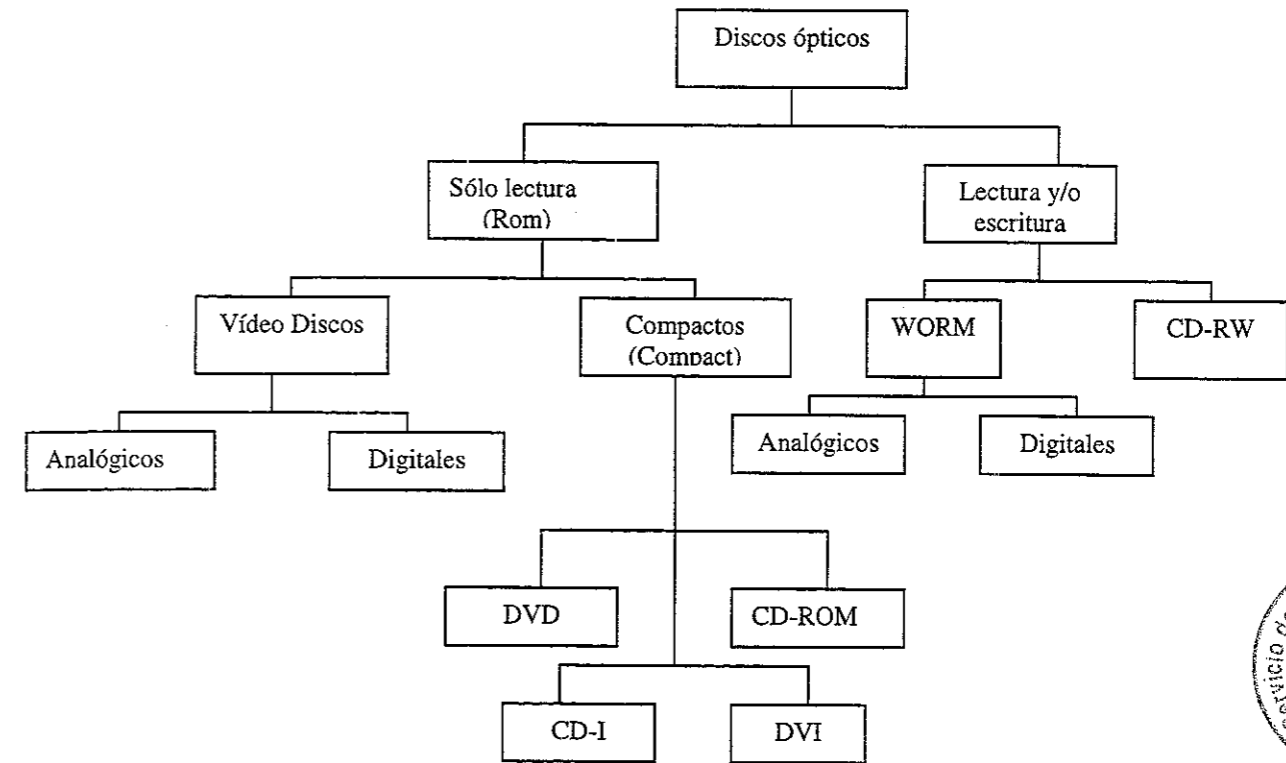 Discos ópticos
Sólo lectura
(Rom)
Lectura y/o
escritura
Vídeo Discos
Compactos
(Compact)
WORM
CD-RW
Analógicos
Digitales
Analógicos
Digitales
DVD
CD-ROM
CD-I
DVI